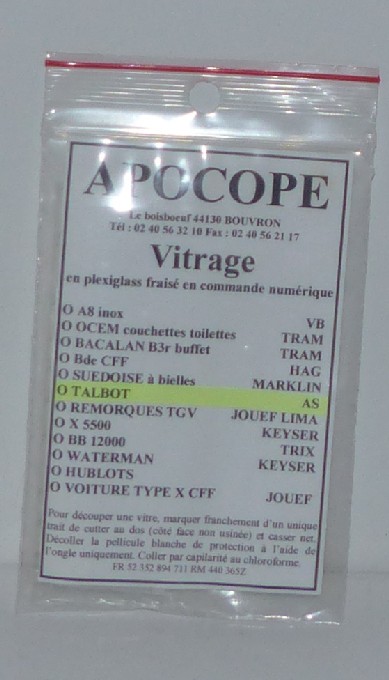 APOCOPE
Le boisboeuf 44130 BOUVRON
Tél : 02 40 56 32 10 Fax : 02 40 56 21 17
Vitrage
en plexiglass fraisé en commande numérique
O A8 inox VB
O OCEM couchettes toilettes TRAM
O BACALAN B3r buffet TRAM
O Bde CFF HAG
O SUEDOISE à bielles MARKLIN
O TALBOT AS
O REMORQUES TGV JOUEF LIMA
O X 5500 KEYSER
O BB 12000 TRIX
O WATERMAN KEYSER
O HUBLOTS
O VOITURE TYPE X CFF JOUEF
Pour découper une vitre, marquer franchement d'un unique
trait de cutter au dos (côté face non usinée) et casser net.
Décoller la pellicule blanche de protection à l'aide de
l'ongle uniquement. Coller par capilarité au chloroforme.
FR 52 352 894 711 RM 440 365Z